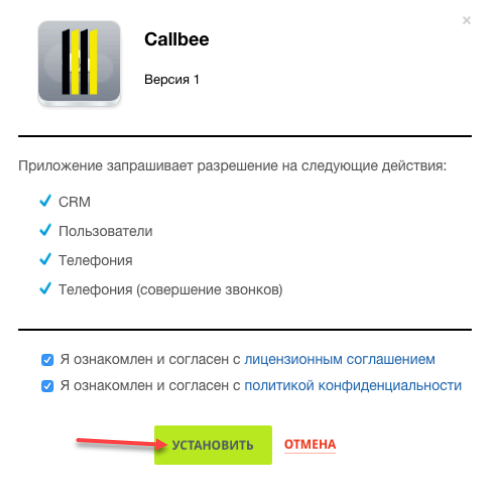 Callbee
Версия 1
Приложение запрашивает разрешение на следующие действия:
CRM
Пользователи
Телефония
Телефония (совершение звонков)
Я ознакомлен и согласен с лицензионным соглашением
Я ознакомлен и согласен с политикой конфиденциальности
УСТАНОВИТЬ ОТМЕНА